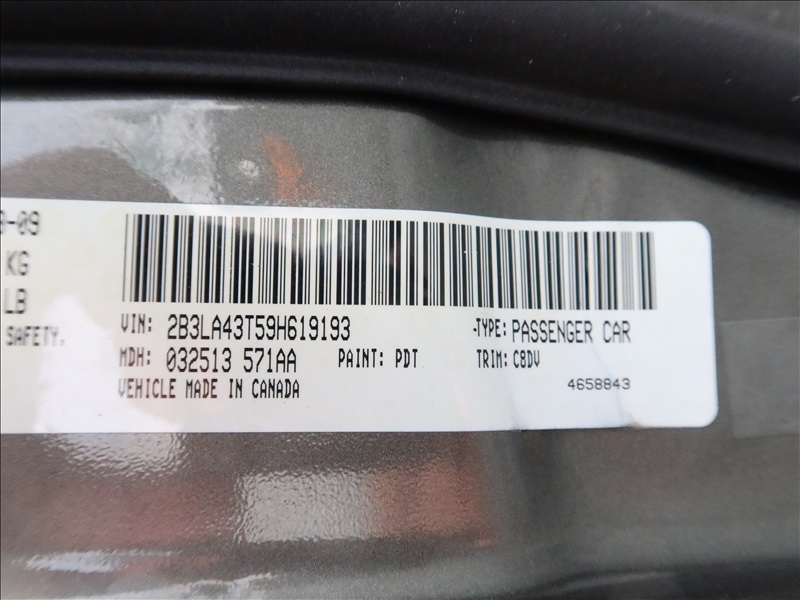 -09
KG
LB
SAFETY.
VIN: 2B3LA43T59H619193 -TYPE: PASSENGER CAR
MDH: 032513 571AA PAINT: PDT TRIM: C8DV
VEHICLE MADE IN CANADA 4658843